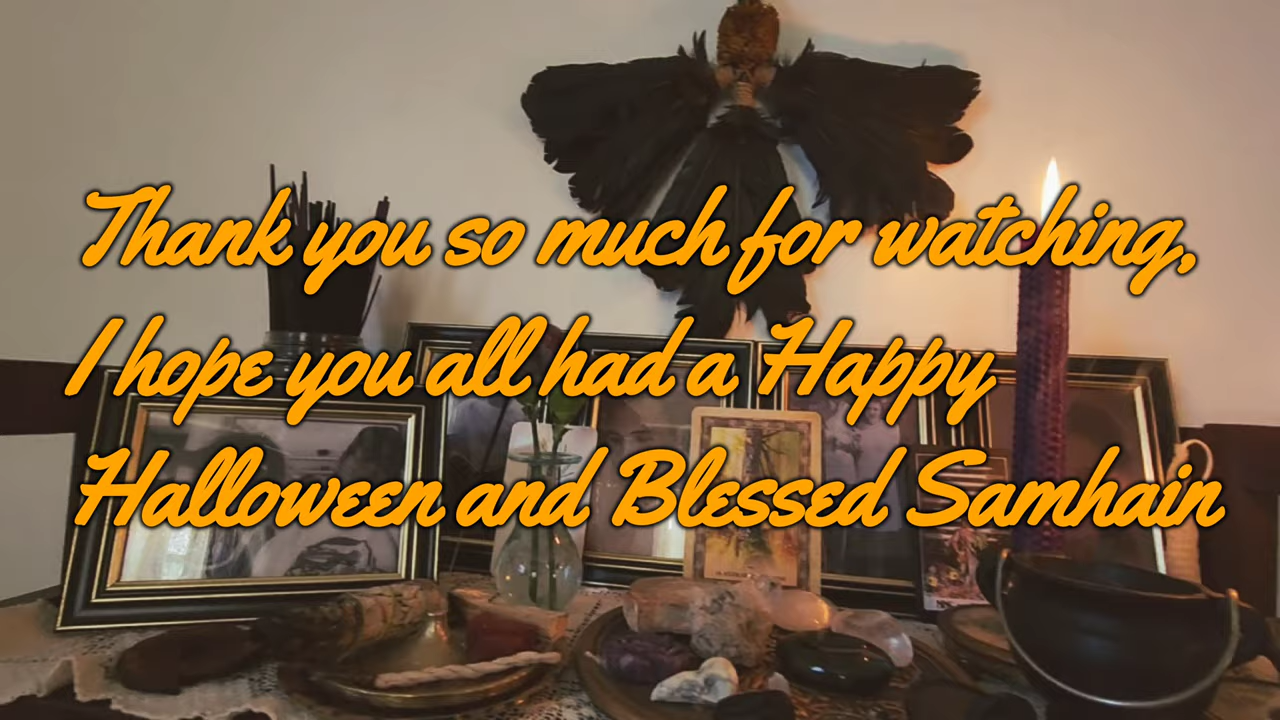 Thank you so much for watching,
I hope you all had a Happy
Halloween and Blessed Samhain